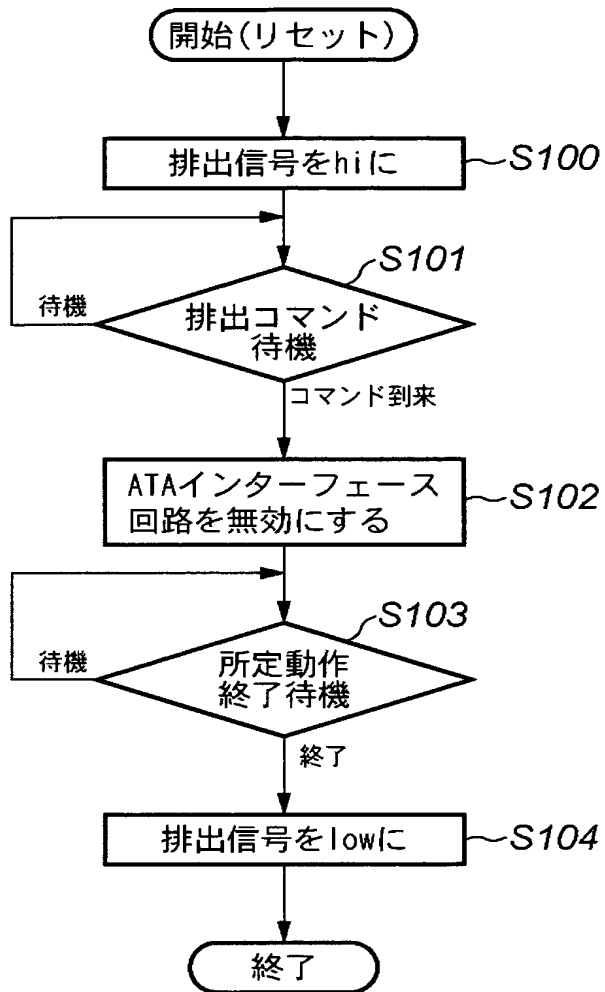 開始(リセット)
排出信号をhiに
S100
S101
待機
排出コマンド
待機
コマンド到来
ATAインターフェース
回路を無効にする
S102
S103
待機
所定動作
終了待機
終了
排出信号をlowに
S104
終了